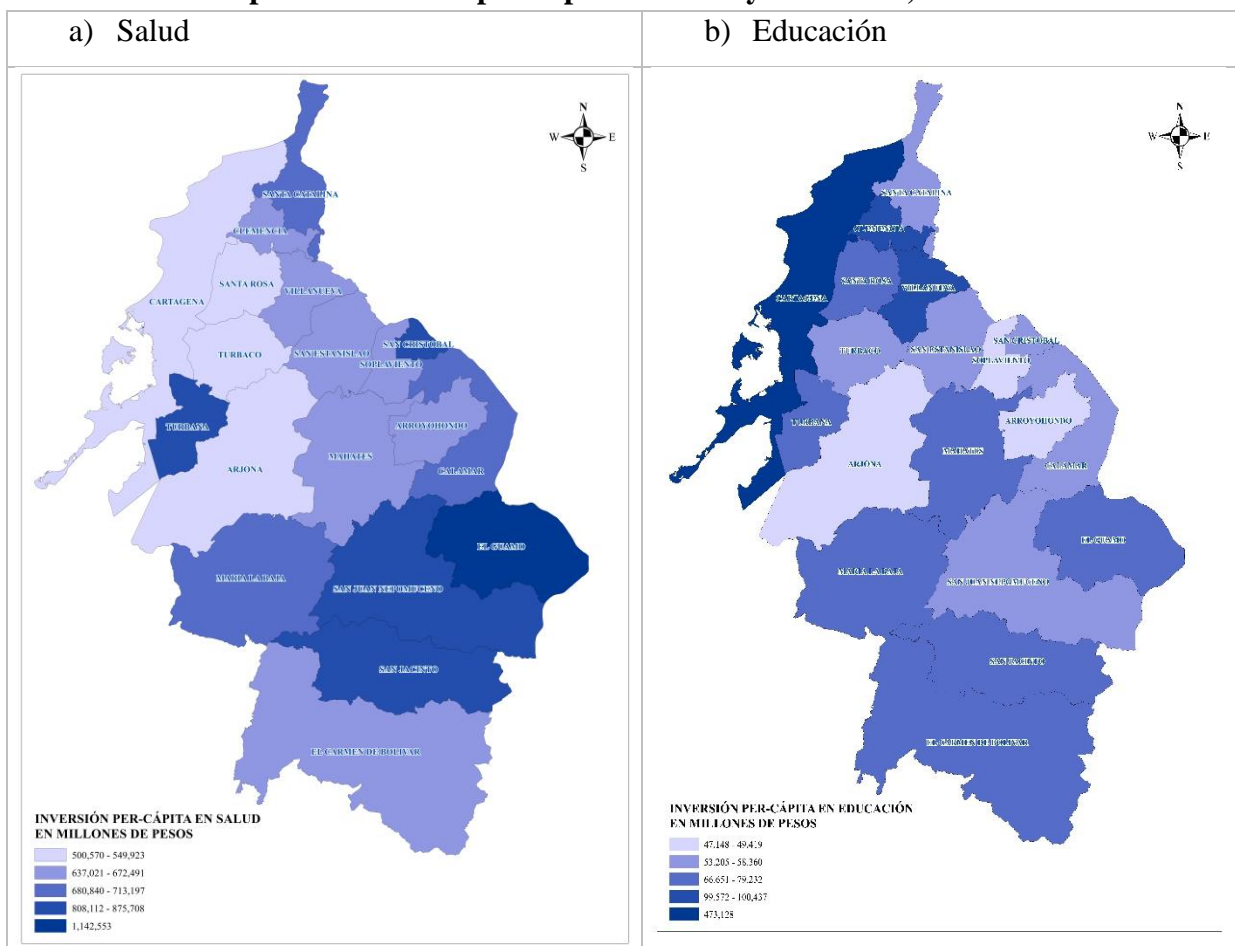 a) Salud
b) Educación
N
W E
S
SANTA CATALINA
CLEMENCIA
SANTA ROSA
VILLANUEVA
CARTAGENA
TURBACO
SAN ESTANISLAO
SAN CRISTOBAL
SOPLAVIENTO
TURBANA
ARROYOHONDO
MAHATES
ARJONA
CALAMAR
EL GUAMO
MARIA LA BAJA
SAN JUAN NEPOMUCENO
SAN JACINTO
EL CARMEN DE BOLIVAR
INVERSIÓN PER-CÁPITA EN SALUD
EN MILLONES DE PESOS
500,570 - 549,923
637,021 - 672,491
680,840 - 713,197
808,112 - 875,708
1,142,553
N
W E
S
SANTA CATALINA
CLEMENCIA
SANTA ROSA
VILLANUEVA
CARTAGENA
TURBACO
SAN ESTANISLAO
SAN CRISTOBAL
SOPLAVIENTO
TURBANA
ARROYOHONDO
MAHATES
ARJONA
CALAMAR
EL GUAMO
MARIA LA BAJA
SAN JUAN NEPOMUCENO
SAN JACINTO
EL CARMEN DE BOLIVAR
INVERSIÓN PER-CÁPITA EN EDUCACIÓN
EN MILLONES DE PESOS
47.148 - 49.419
53.205 - 58.360
66.651 - 79.232
99.572 - 100,437
473,128